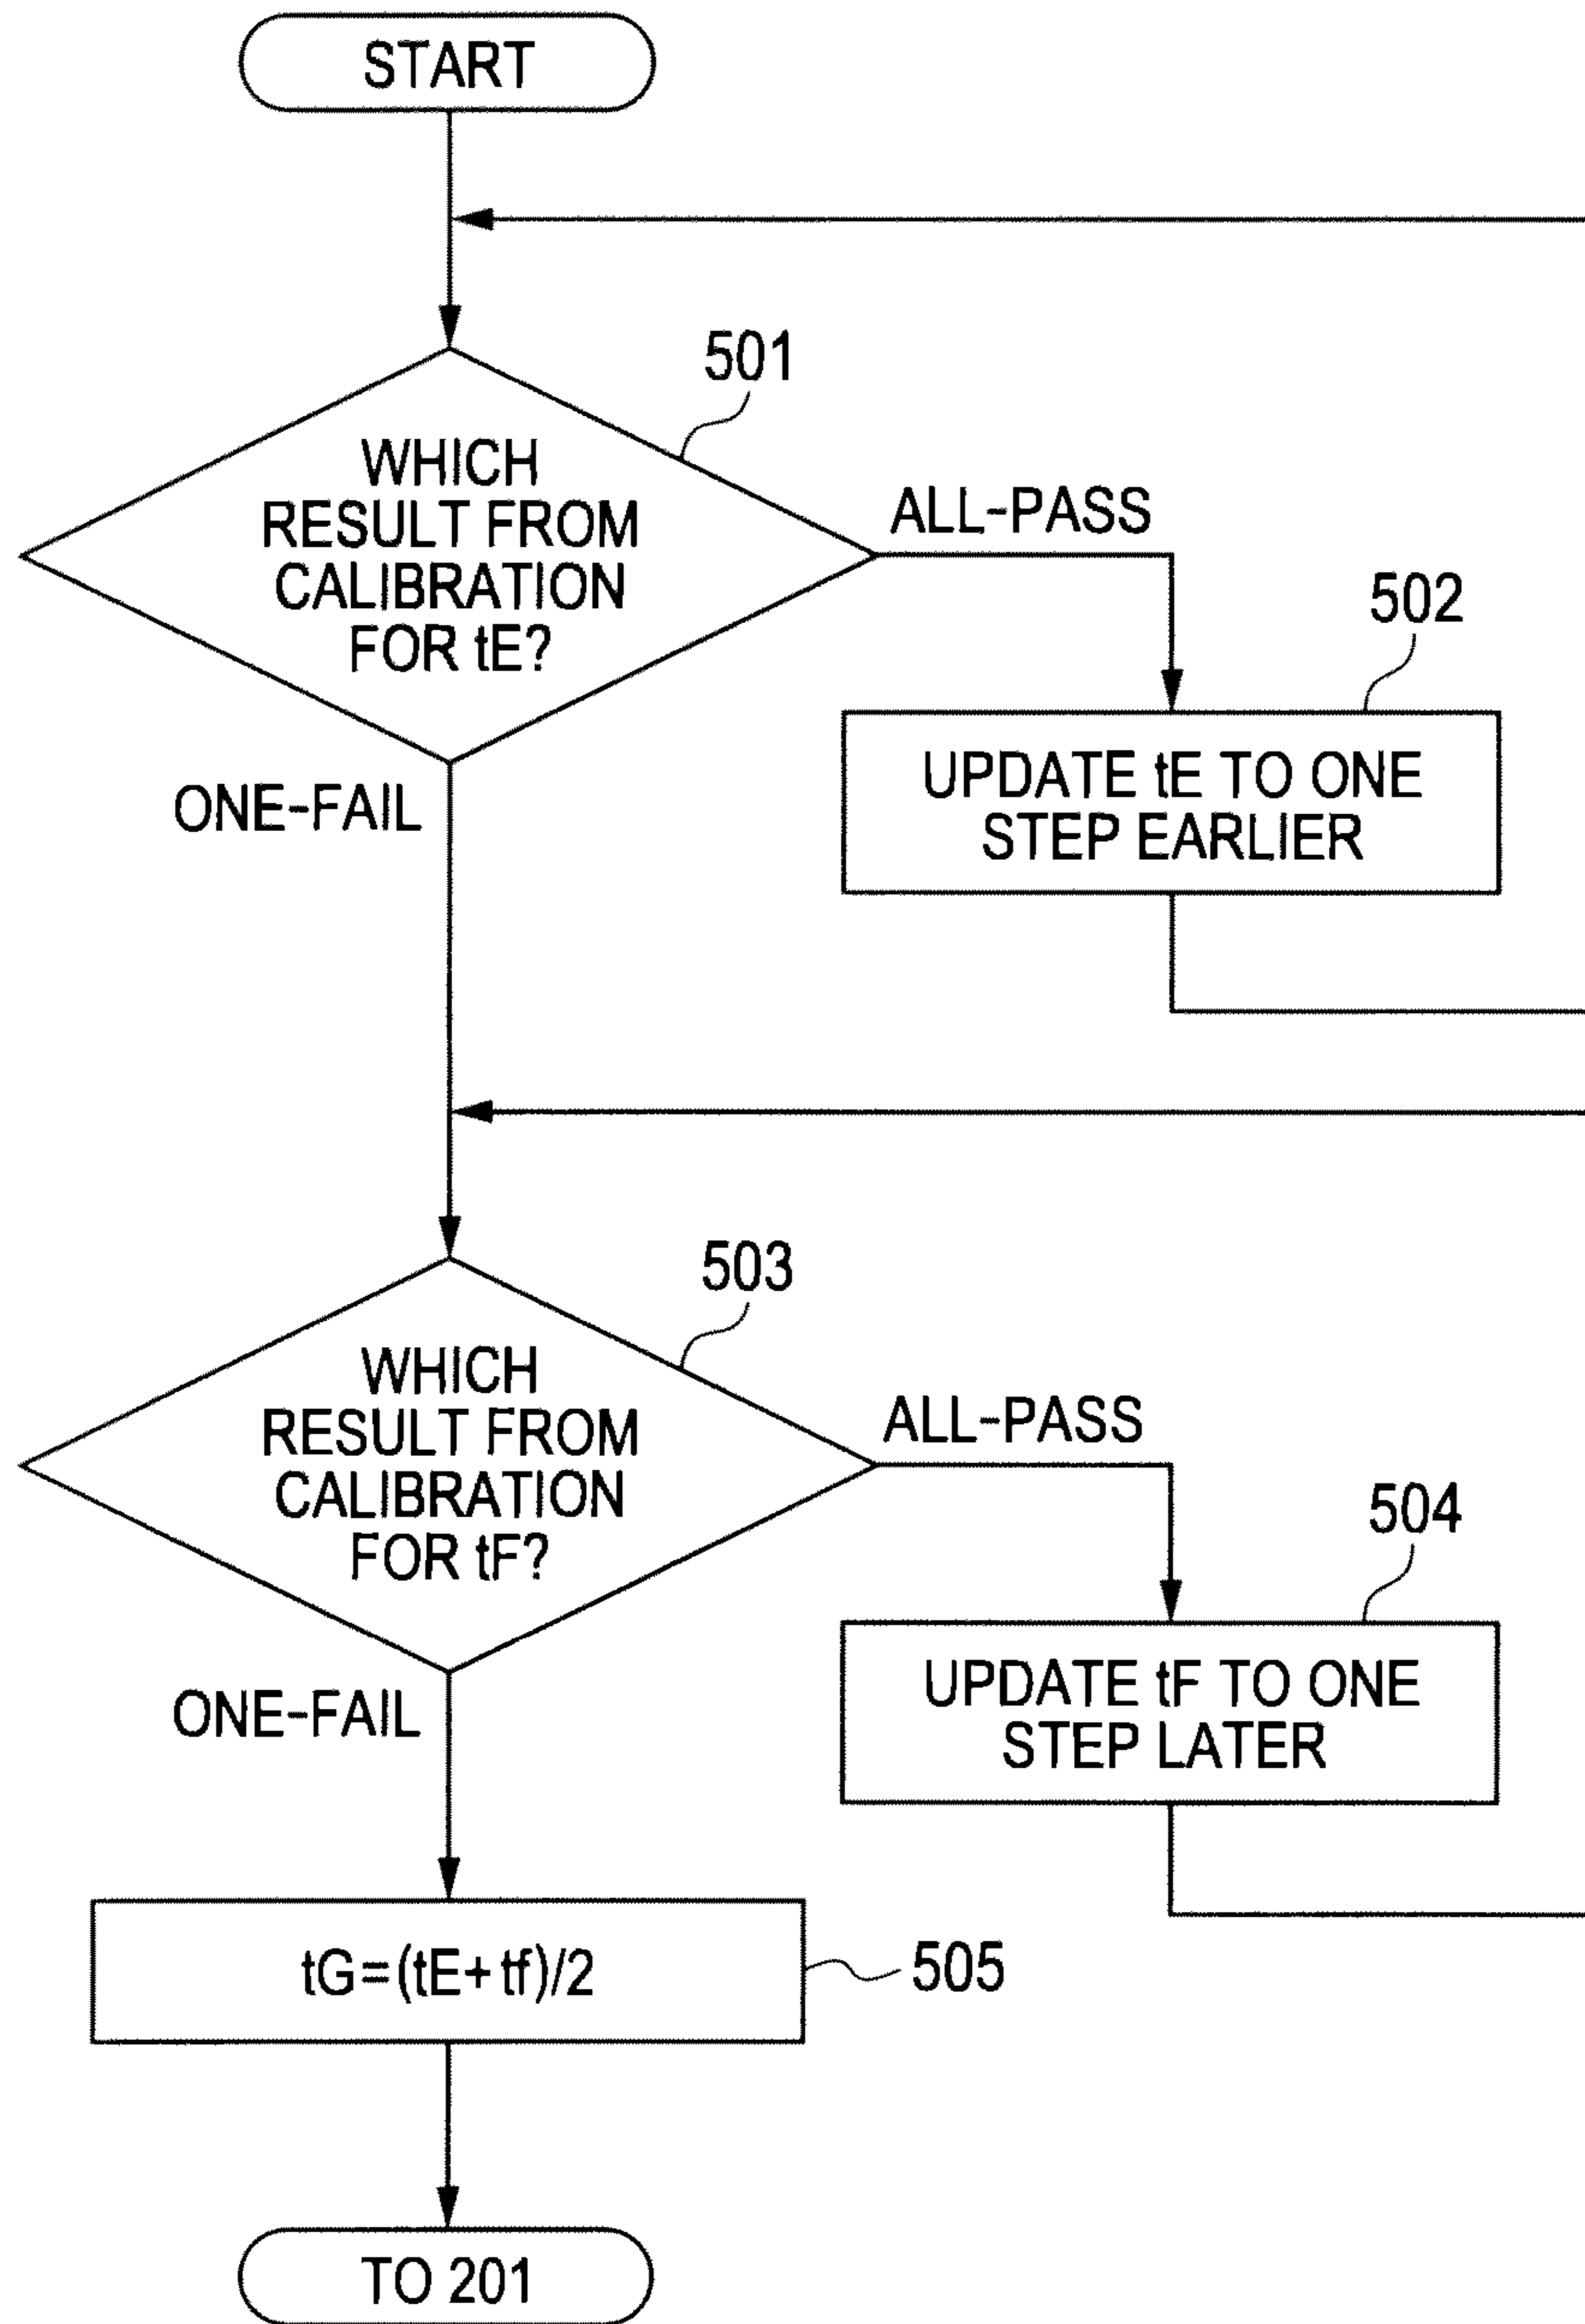 START
501
WHICH
RESULT FROM
CALIBRATION
FOR tE?
ALL-PASS
502
UPDATE tE TO ONE
STEP EARLIER
ONE-FAIL
503
WHICH
RESULT FROM
CALIBRATION
FOR tF?
ALL-PASS
504
UPDATE tF TO ONE
STEP LATER
ONE-FAIL
tG=(tE+tf)/2
505
TO 201